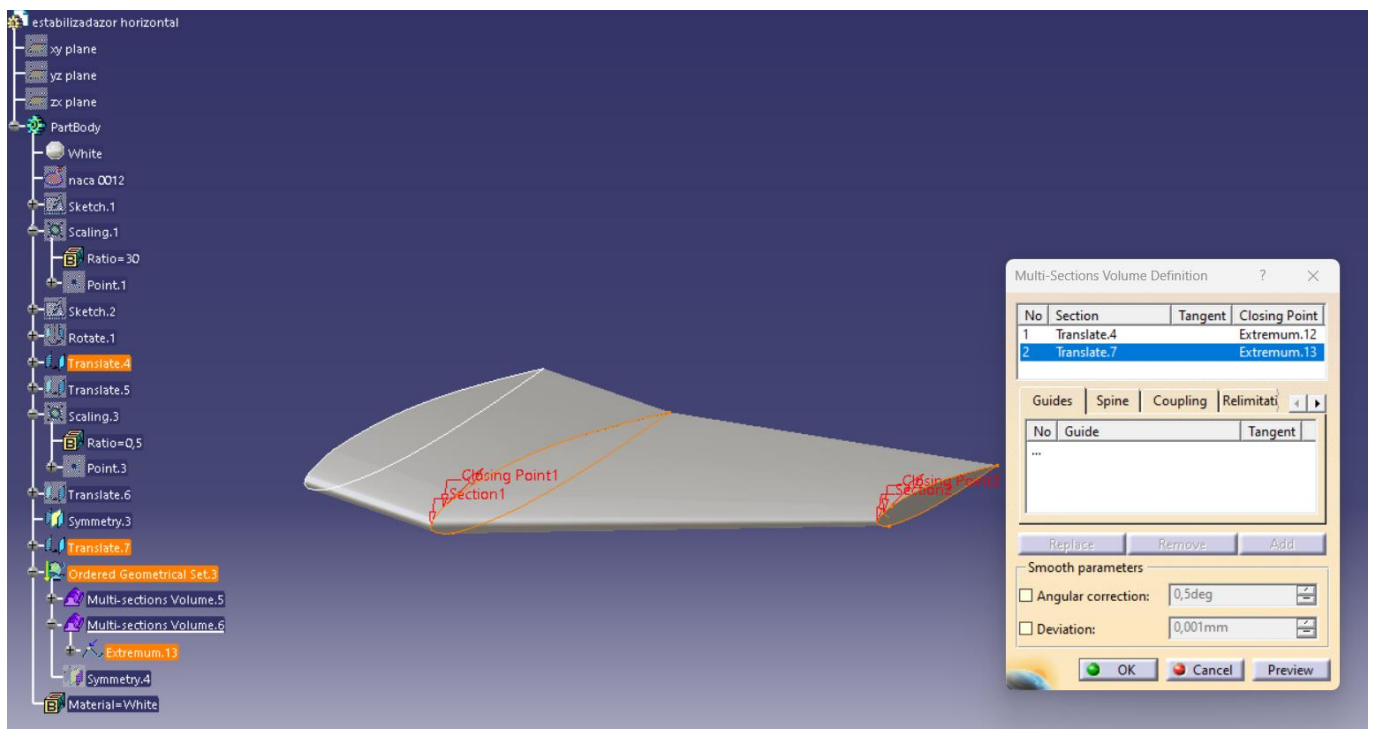 estabilizadazor horizontal
xy plane
yz plane
zx plane
PartBody
White
naca 0012
Sketch.1
Scaling.1
Ratio=30
Point.1
Sketch.2
Rotate.1
Translate.4
Translate.5
Scaling.3
Ratio=0,5
Point.3
Translate.6
Symmetry.3
Translate.7
Ordered Geometrical Set.3
Multi-sections Volume.5
Multi-sections Volume.6
Extremum.13
Symmetry.4
Material=White
Closing Point1
Section1
Closing Point2
Section2
Multi-Sections Volume Definition ? ×
No Section Tangent Closing Point
1 Translate.4 Extremum.12
2 Translate.7 Extremum.13
Guides Spine Coupling Relimitati
No Guide Tangent
...
Replace Remove Add
Smooth parameters
Angular correction: 0,5deg
Deviation: 0,001mm
OK Cancel Preview